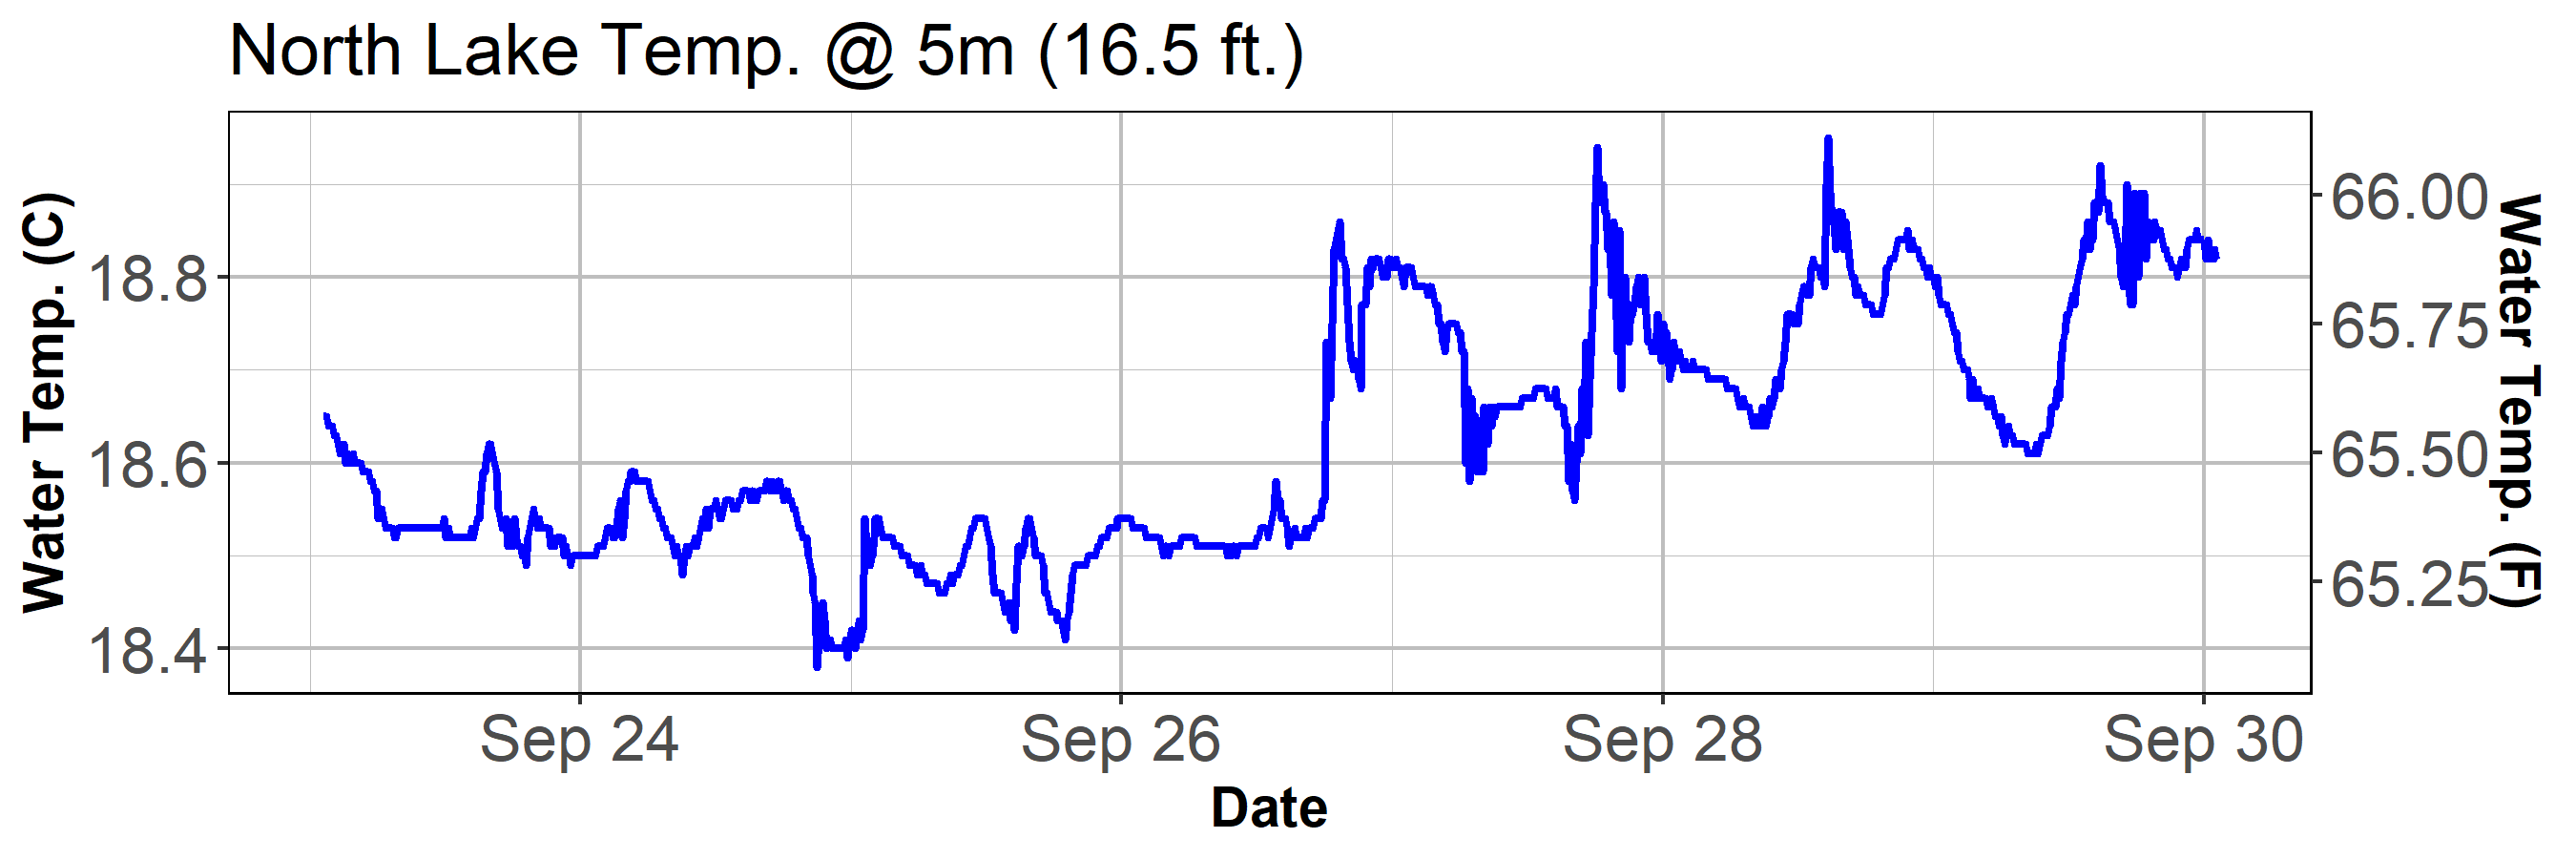 North Lake Temp. @ 5m (16.5 ft.)
Water Temp. (C)
18.8
18.6
18.4
66.00
65.75
65.50
65.25
Water Temp. (F)
Sep 24 Sep 26 Sep 28 Sep 30
Date